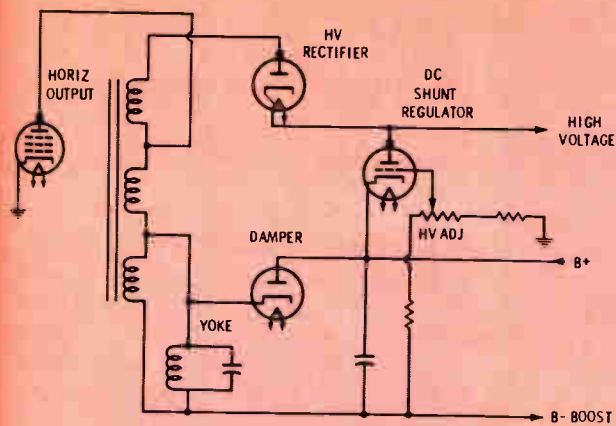 HORIZ
OUTPUT
HV
RECTIFIER
DC
SHUNT
REGULATOR
HIGH
VOLTAGE
HV ADJ
DAMPER
B+
YOKE
B-BOOST